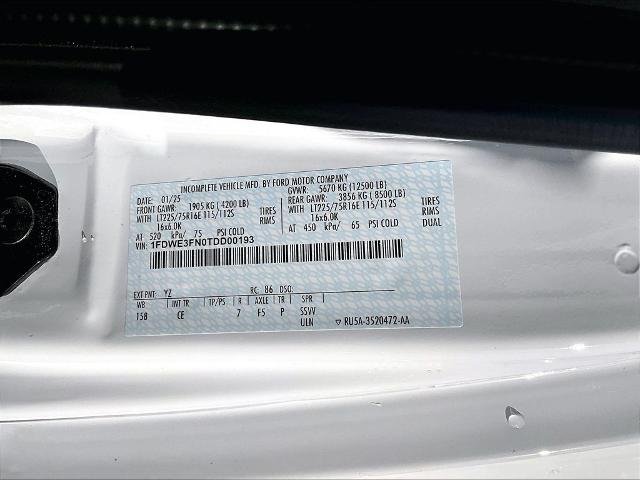 INCOMPLETE VEHICLE MFD. BY FORD MOTOR COMPANY
DATE: 01/25 GVWR: 5670 KG (12500 LB)
FRONT GAWR: 1905 KG ( 4200 LB) REAR GAWR: 3856 KG ( 8500 LB)
WITH LT225/75R16E 115/112S TIRES WITH LT225/75R16E 115/112S TIRES
16x6.0K RIMS 16x6.0K RIMS
AT 520 kPa/ 75 PSI COLD AT 450 kPa/ 65 PSI COLD DUAL
VIN: 1FDWE3FN0TDD00193
EXT PNT: YZ RC: 86 DSO:
WB INT TR TP/PS R AXLE TR SPR
158 CE 7 F5 P SSVV
ULN ▽ RU5A-3520472-AA